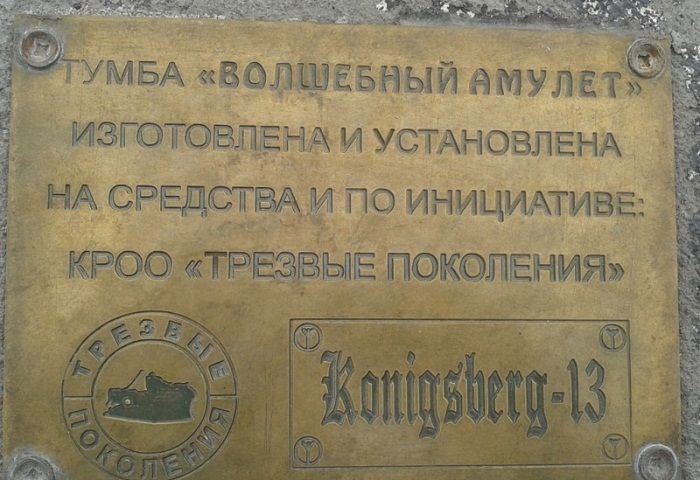 ТУМБА «ВОЛШЕБНЫЙ АМУЛЕТ»
ИЗГОТОВЛЕНА И УСТАНОВЛЕНА
НА СРЕДСТВА И ПО ИНИЦИАТИВЕ:
КРОО «ТРЕЗВЫЕ ПОКОЛЕНИЯ»
ТРЕЗВЫЕ
ПОКОЛЕНИЯ
Konigsberg-13